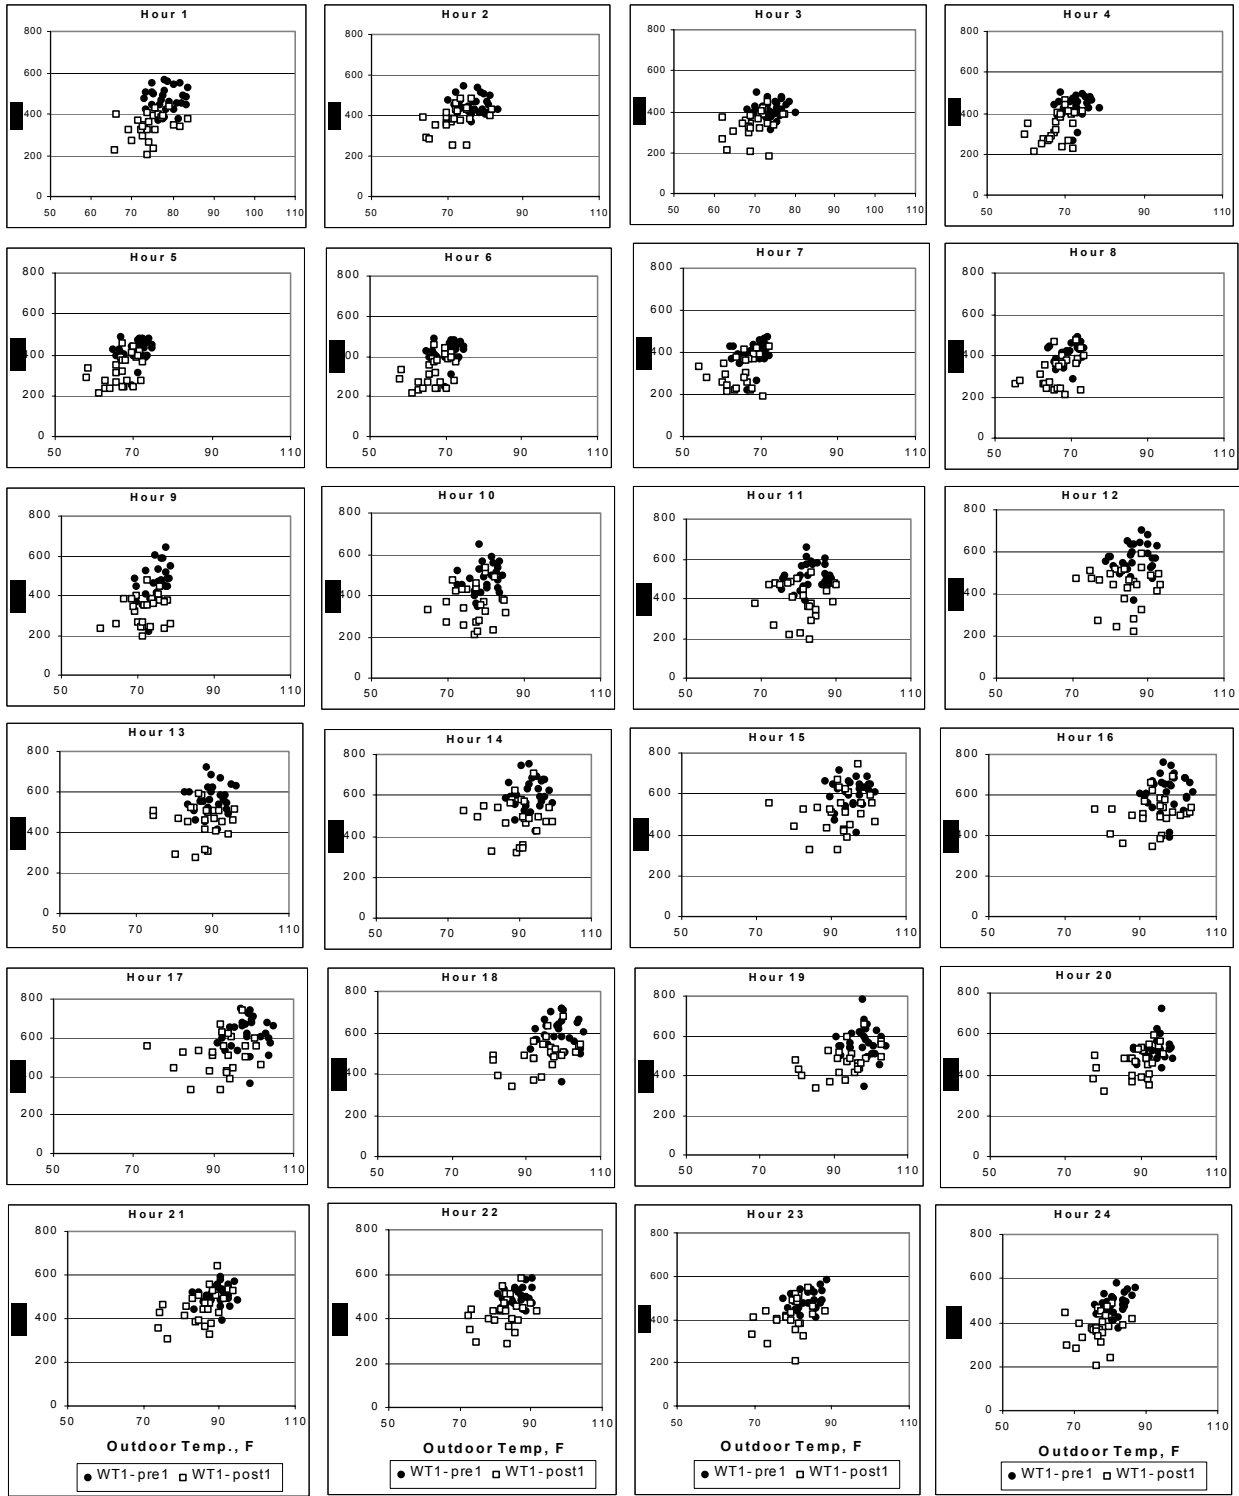 Hour 1
800
600
400
200
0
50 60 70 80 90 100 110
Hour 2
800
600
400
200
0
50 70 90 110
Hour 3
800
600
400
200
0
50 60 70 80 90 100 110
Hour 4
800
600
400
200
0
50 70 90 110
Hour 5
800
600
400
200
0
50 70 90 110
Hour 6
800
600
400
200
0
50 70 90 110
Hour 7
800
600
400
200
0
50 70 90 110
Hour 8
800
600
400
200
0
50 70 90 110
Hour 9
800
600
400
200
0
50 70 90 110
Hour 10
800
600
400
200
0
50 70 90 110
Hour 11
800
600
400
200
0
50 70 90 110
Hour 12
800
600
400
200
0
50 70 90 110
Hour 13
800
600
400
200
0
50 70 90 110
Hour 14
800
600
400
200
0
50 70 90 110
Hour 15
800
600
400
200
0
50 70 90 110
Hour 16
800
600
400
200
0
50 70 90 110
Hour 17
800
600
400
200
0
50 70 90 110
Hour 18
800
600
400
200
0
50 70 90 110
Hour 19
800
600
400
200
0
50 70 90 110
Hour 20
800
600
400
200
0
50 70 90 110
Hour 21
800
600
400
200
0
50 70 90 110
Outdoor Temp., F
WT1-pre1 WT1-post1
Hour 22
800
600
400
200
0
50 70 90 110
Outdoor Temp, F
WT1-pre1 WT1-post1
Hour 23
800
600
400
200
0
50 70 90 110
Outdoor Temp, F
WT1-pre1 WT1-post1
Hour 24
800
600
400
200
0
50 70 90 110
Outdoor Temp, F
WT1-pre1 WT1-post1